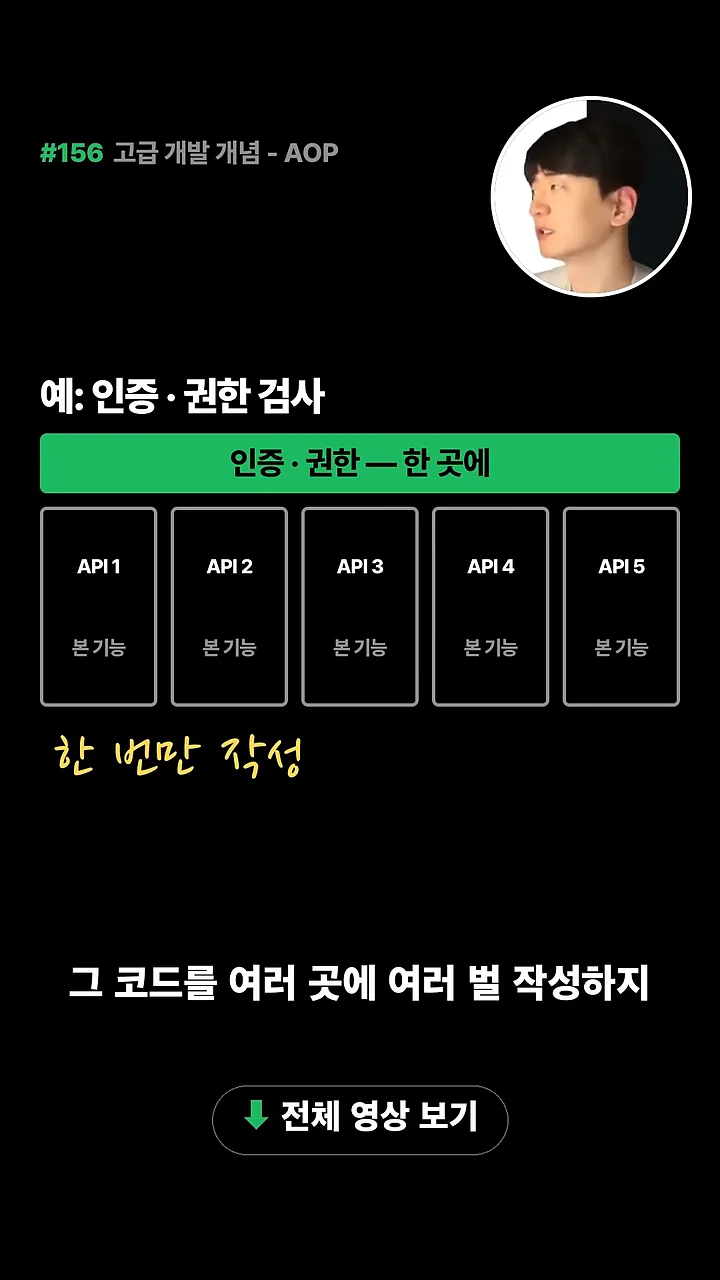 #156 고급 개발 개념 - AOP
예: 인증 · 권한 검사
인증 · 권한 — 한 곳에
API 1
본 기능
API 2
본 기능
API 3
본 기능
API 4
본 기능
API 5
본 기능
한 번만 작성
그 코드를 여러 곳에 여러 벌 작성하지
전체 영상 보기